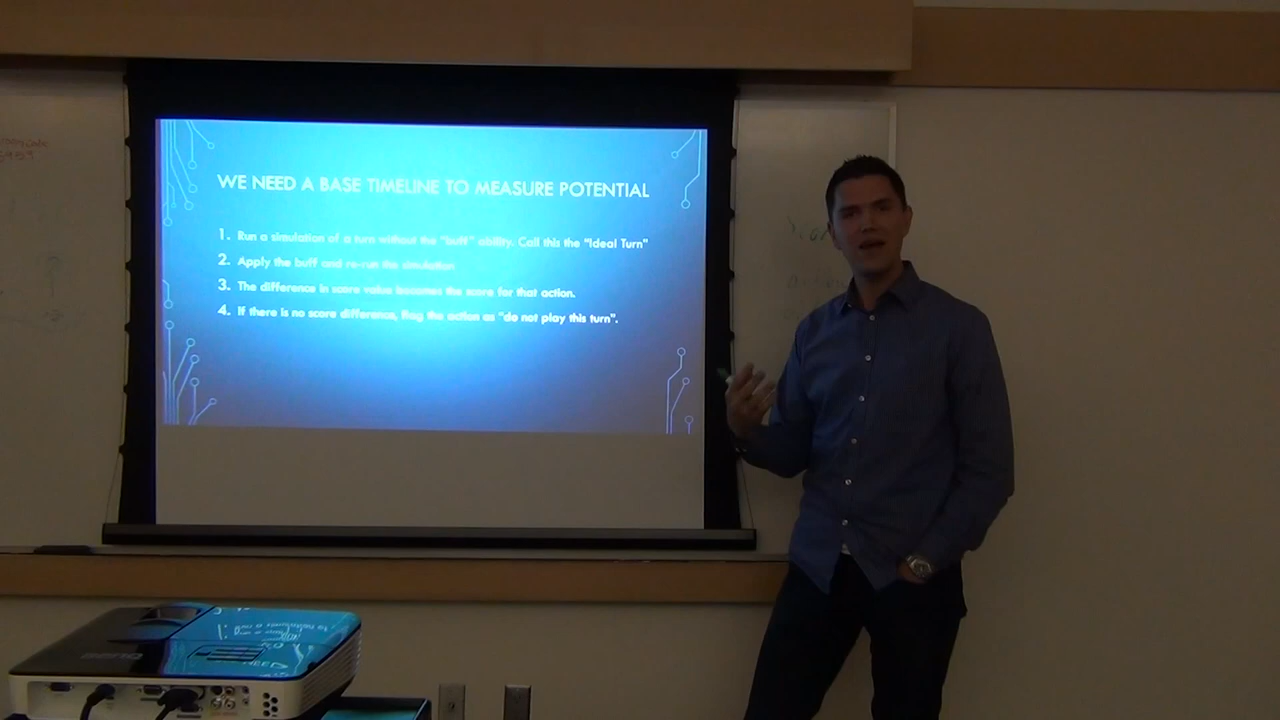 WE NEED A BASE TIMELINE TO MEASURE POTENTIAL
1. Run a simulation of a turn without the "buff" ability. Call this the "Ideal Turn"
2. Apply the buff and re-run the simulation
3. The difference in score value becomes the score for that action.
4. If there is no score difference, flag the action as "do not play this turn".